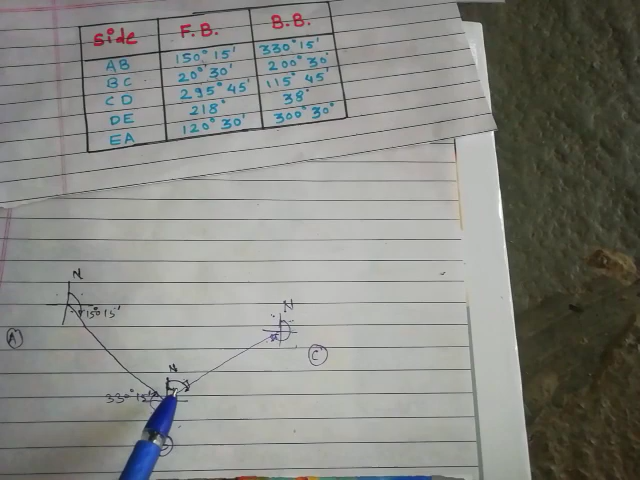 Side F.B. B.B.
AB 150° 15' 330° 15'
BC 20° 30' 200° 30'
CD 295° 45' 115° 45'
DE 218° 38°
EA 120° 30' 300° 30'
N
N
150 15'
A
C
N
330° 15'